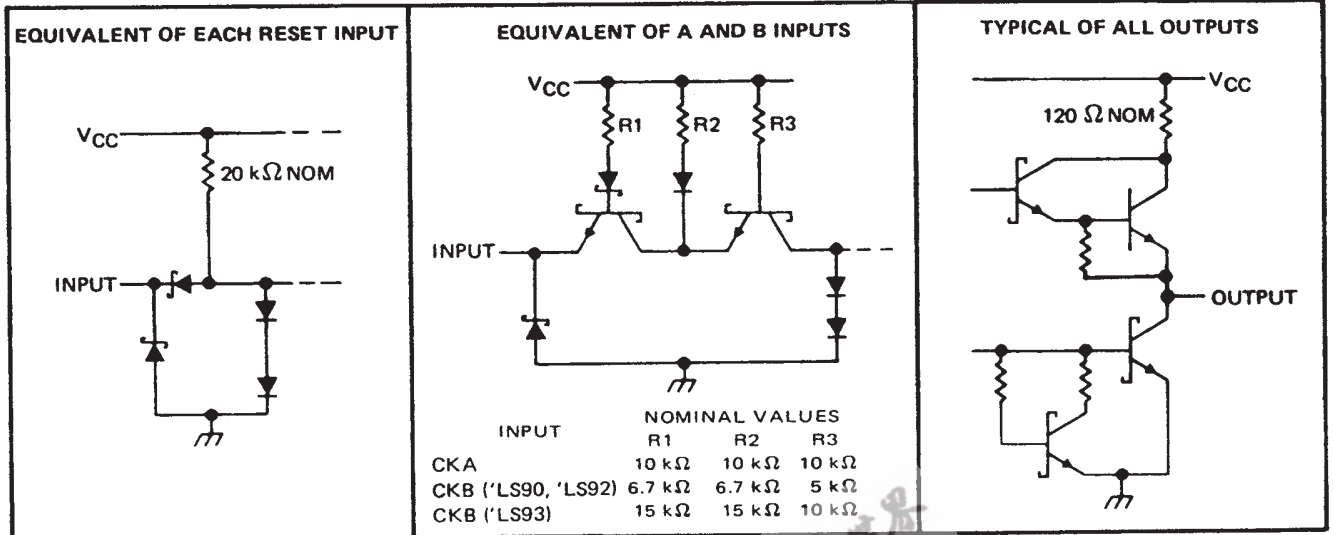 EQUIVALENT OF EACH RESET INPUT
VCC
20 kΩ NOM
INPUT
EQUIVALENT OF A AND B INPUTS
VCC
R1
R2
R3
INPUT
NOMINAL VALUES
INPUT R1 R2 R3
CKA 10 kΩ 10 kΩ 10 kΩ
CKB ('LS90, 'LS92) 6.7 kΩ 6.7 kΩ 5 kΩ
CKB ('LS93) 15 kΩ 15 kΩ 10 kΩ
TYPICAL OF ALL OUTPUTS
VCC
120 Ω NOM
OUTPUT